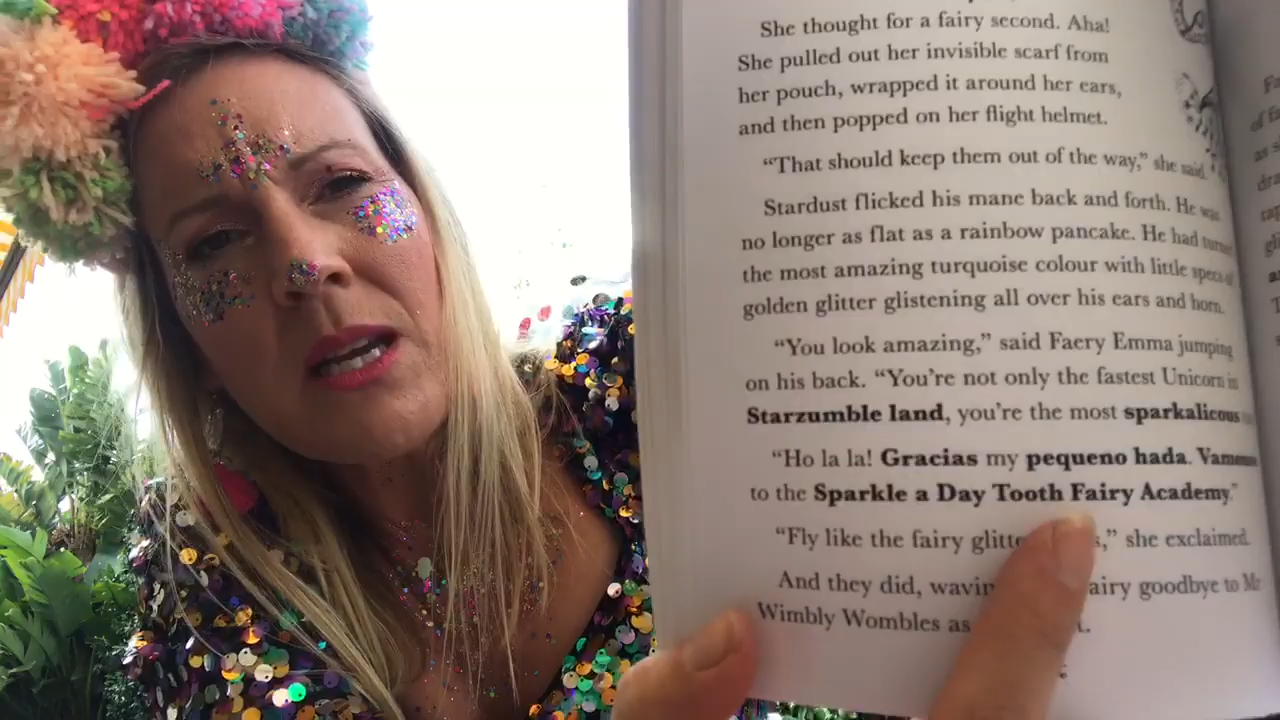 She thought for a fairy second. Aha!
She pulled out her invisible scarf from
her pouch, wrapped it around her ears,
and then popped on her flight helmet.
“That should keep them out of the way,” she said.
Stardust flicked his mane back and forth. He was
no longer as flat as a rainbow pancake. He had turned
the most amazing turquoise colour with little specs of
golden glitter glistening all over his ears and horn.
“You look amazing,” said Faery Emma jumping
on his back. “You’re not only the fastest Unicorn in
Starzumble land, you’re the most sparkalicous
“Ho la la! Gracias my pequeno hada.
to the Sparkle a Day Tooth Fairy Academy.”
“Fly like the fairy she exclaimed.
And they did, goodbye to Mr
Wimbly Wombles as